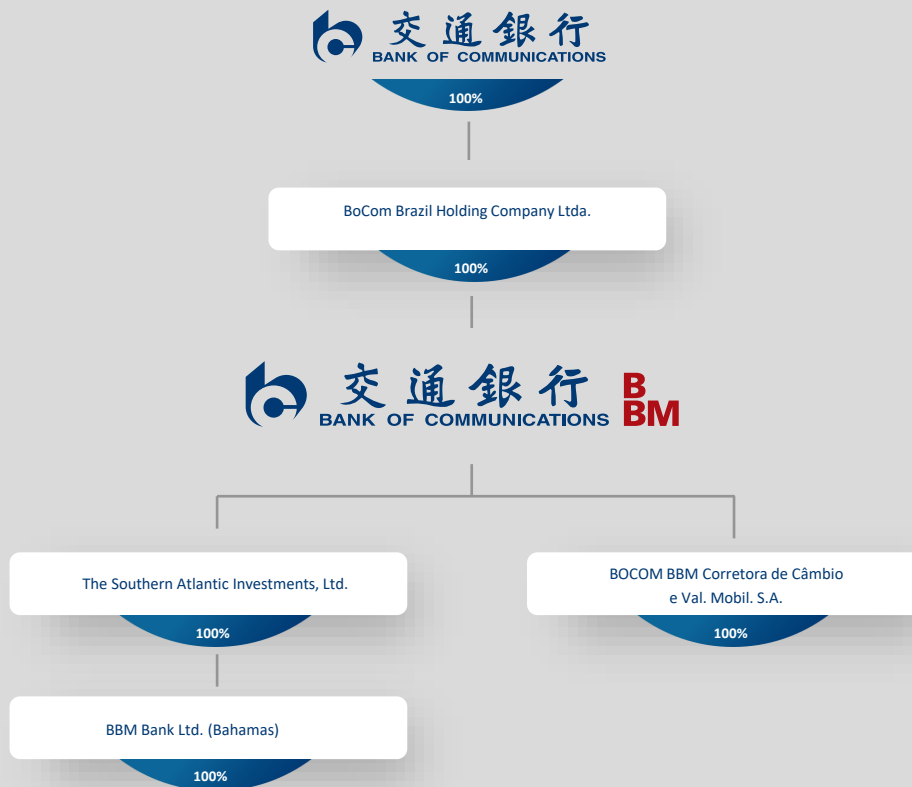 交通銀行
BANK OF COMMUNICATIONS
100%
BoCom Brazil Holding Company Ltda.
100%
交通銀行
BANK OF COMMUNICATIONS
B
BM
The Southern Atlantic Investments, Ltd.
100%
BOCOM BBM Corretora de Câmbio
e Val. Mobil. S.A.
100%
BBM Bank Ltd. (Bahamas)
100%